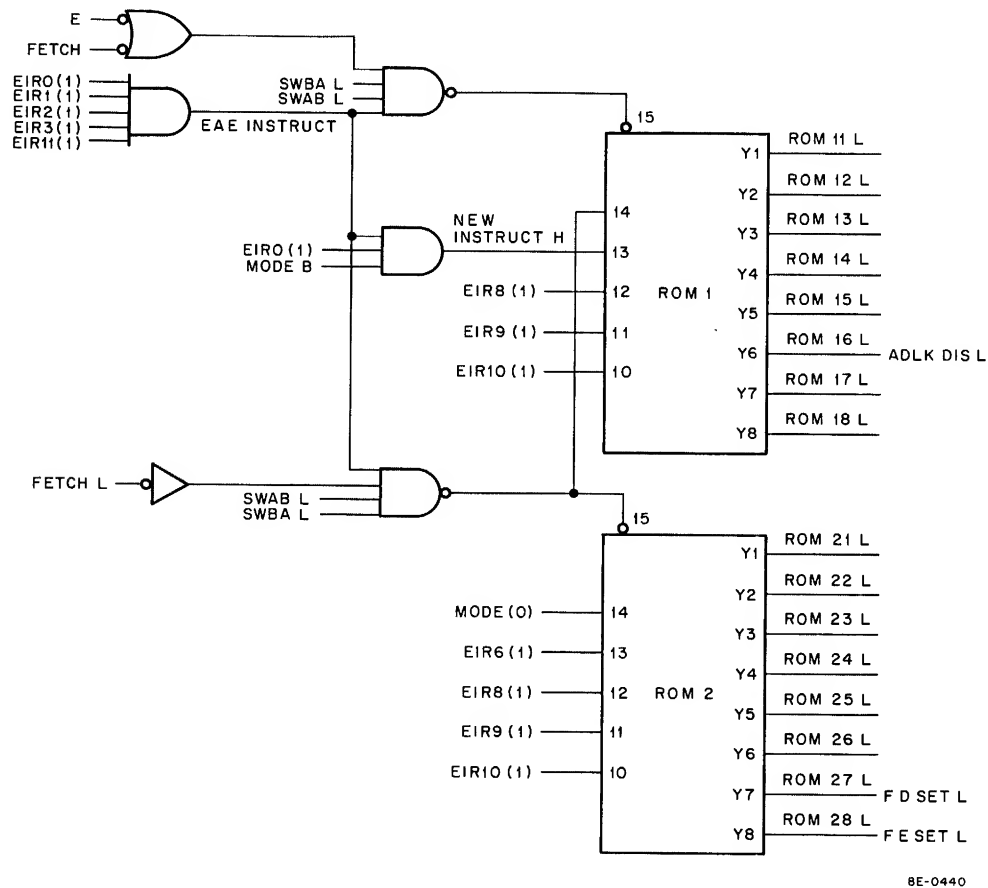 E
FETCH
EIR0(1)
EIR1(1)
EIR2(1)
EIR3(1)
EIR11(1)
EAE INSTRUCT
SWBA L
SWAB L
15
ROM 1
14
NEW
INSTRUCT H
13
EIR0(1)
MODE B
EIR8(1)
12
EIR9(1)
11
EIR10(1)
10
Y1
ROM 11 L
Y2
ROM 12 L
Y3
ROM 13 L
Y4
ROM 14 L
Y5
ROM 15 L
Y6
ROM 16 L
ADLK DIS L
Y7
ROM 17 L
Y8
ROM 18 L
FETCH L
SWAB L
SWBA L
15
ROM 2
MODE(0)
14
EIR6(1)
13
EIR8(1)
12
EIR9(1)
11
EIR10(1)
10
Y1
ROM 21 L
Y2
ROM 22 L
Y3
ROM 23 L
Y4
ROM 24 L
Y5
ROM 25 L
Y6
ROM 26 L
Y7
ROM 27 L
F D SET L
Y8
ROM 28 L
F E SET L
8E-0440